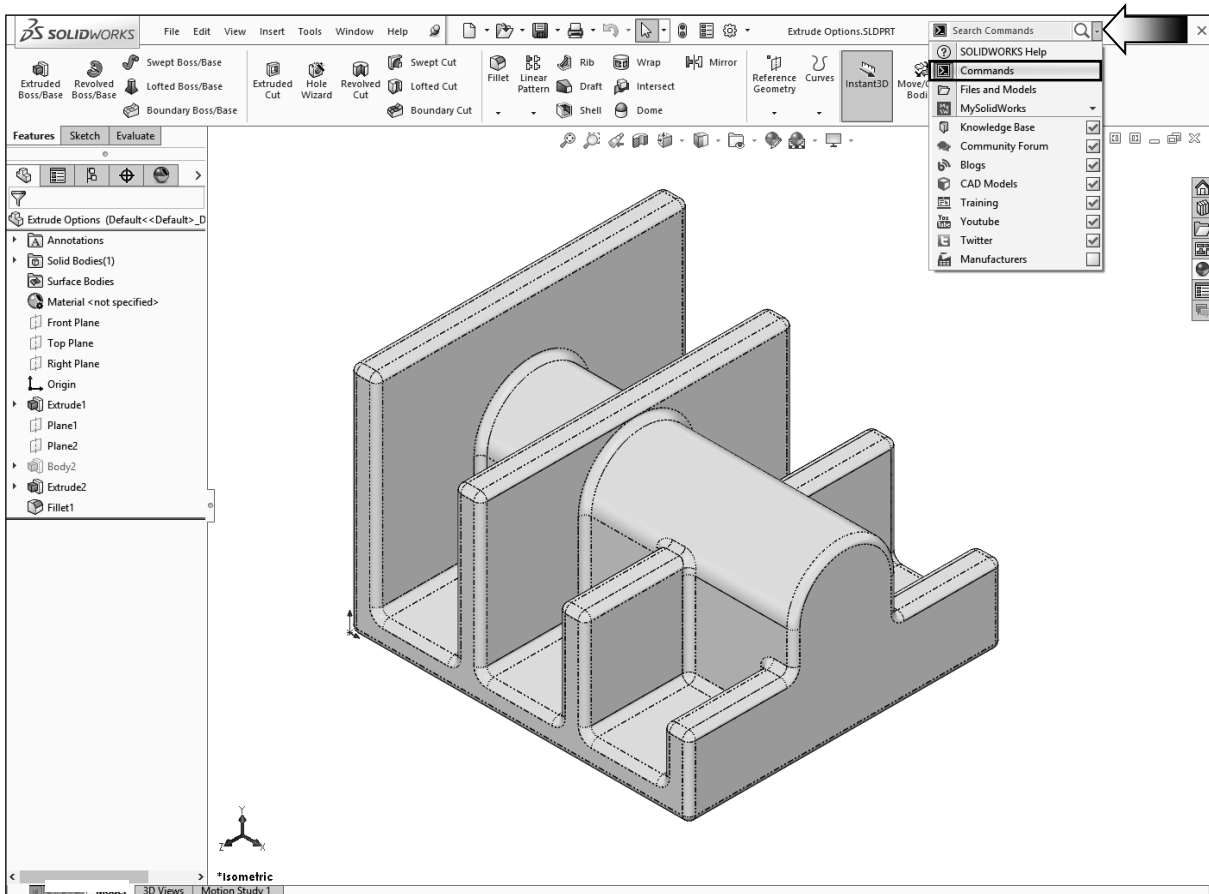 SOLIDWORKS File Edit View Insert Tools Window Help Extrude Options.SLDPRT Search Commands
SOLIDWORKS Help
Commands
Files and Models
MySolidWorks
Knowledge Base
Community Forum
Blogs
CAD Models
Training
Youtube
Twitter
Manufacturers
Extruded Boss/Base
Revolved Boss/Base
Swept Boss/Base
Lofted Boss/Base
Boundary Boss/Base
Extruded Cut
Hole Wizard
Revolved Cut
Swept Cut
Lofted Cut
Boundary Cut
Fillet
Linear Pattern
Rib
Draft
Shell
Wrap
Intersect
Dome
Mirror
Reference Geometry
Curves
Instant3D
Features Sketch Evaluate
Extrude Options (Default<<Default>_D
Annotations
Solid Bodies(1)
Surface Bodies
Material <not specified>
Front Plane
Top Plane
Right Plane
Origin
Extrude1
Plane1
Plane2
Body2
Extrude2
Fillet1
Y
Z
X
*Isometric
3D Views Motion Study 1